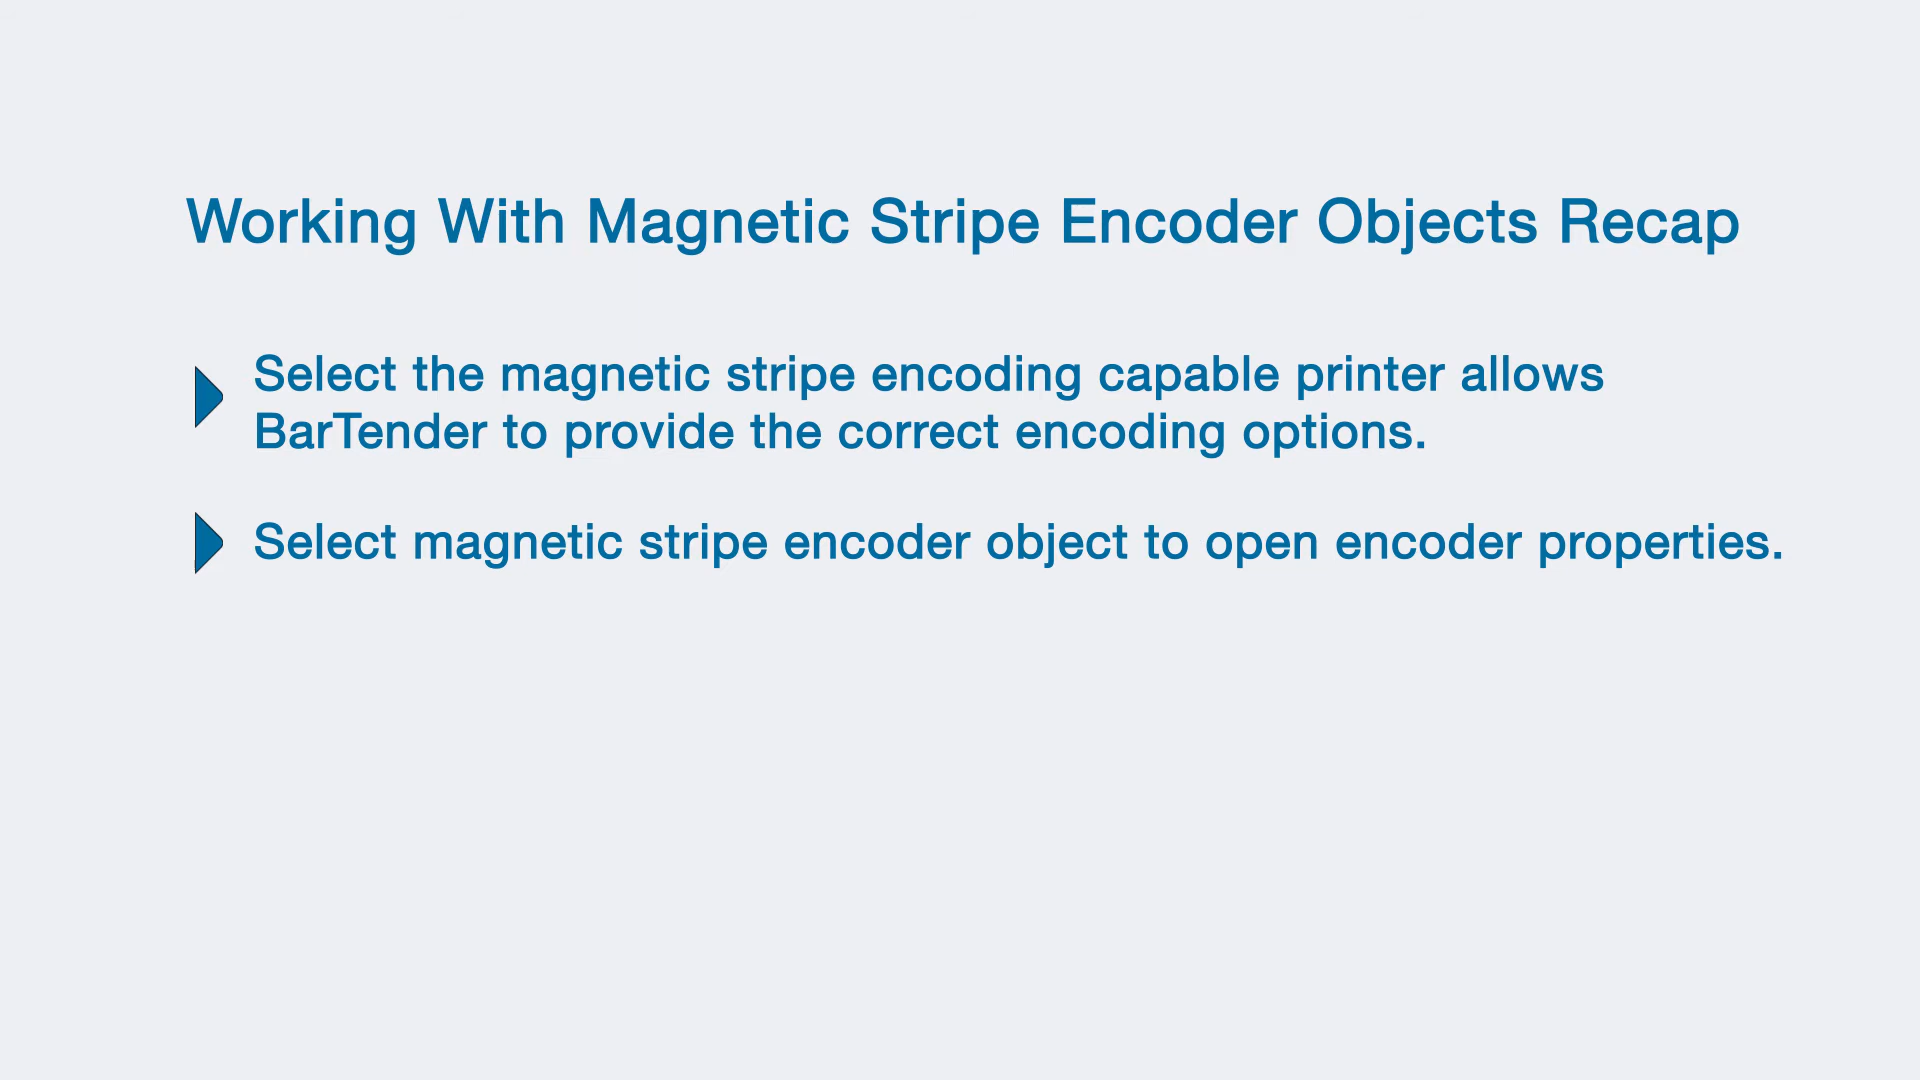 Working With Magnetic Stripe Encoder Objects Recap
Select the magnetic stripe encoding capable printer allows
BarTender to provide the correct encoding options.
Select magnetic stripe encoder object to open encoder properties.